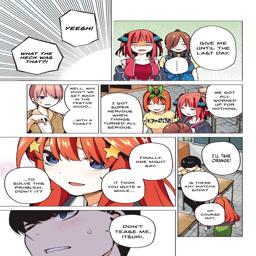 GIVE ME
UNTIL THE
LAST DAY.
YEEGH!
WHAT THE
HECK WAS
THAT?!
WE GOT
ALL
WORKED UP
FOR
NOTHING.
I GOT
SUPER
NERVOUS
WHEN
THINGS
TURNED ALL
SERIOUS.
WELL, WHY
DON'T WE
GET BACK
IN THE
FESTIVE
MOOD...
...WITH A
TOAST?
I'LL TAKE
ORANGE!
IS THERE
ANY MATCHA
SODA?
OF
COURSE
NOT.
FINALLY,
ONE MIGHT
SAY.
IT TOOK
YOU QUITE
A WHILE...
...TO
SOLVE THIS
PROBLEM,
DIDN'T IT?
DON'T
TEASE ME,
ITSUKI.